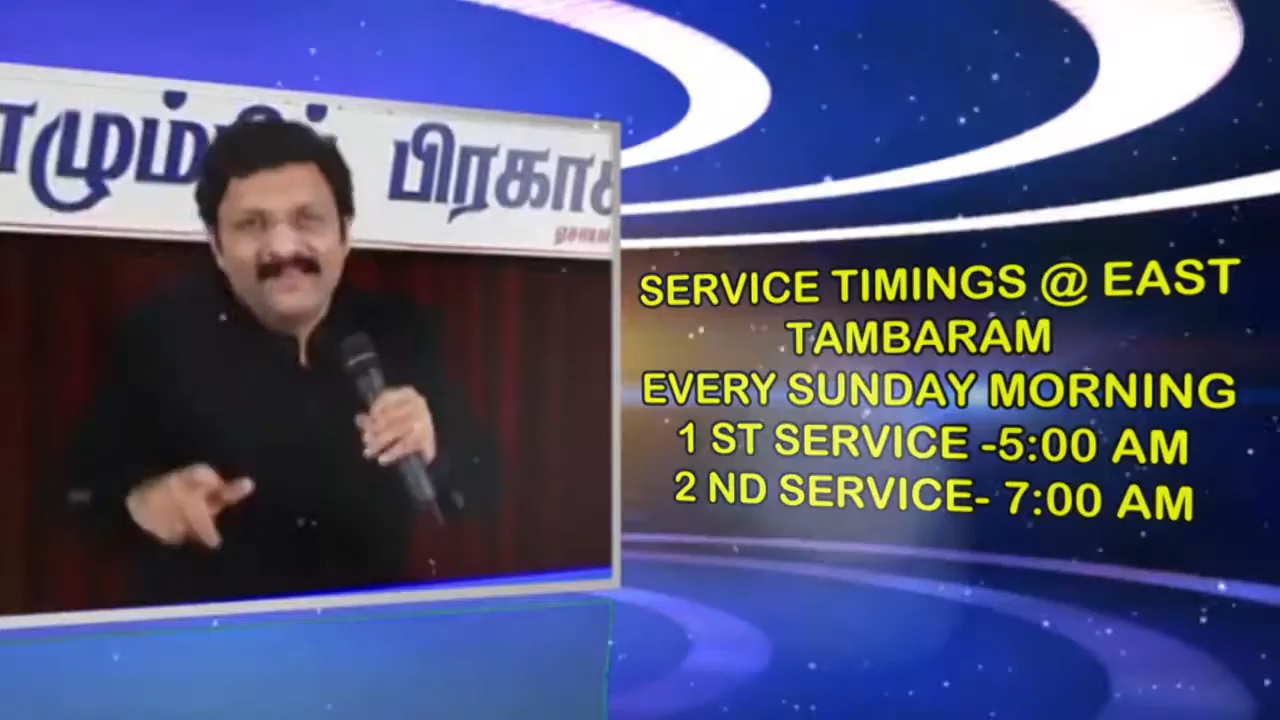 பிரகாச
SERVICE TIMINGS @ EAST
TAMBARAM
EVERY SUNDAY MORNING
1 ST SERVICE -5:00 AM
2 ND SERVICE- 7:00 AM